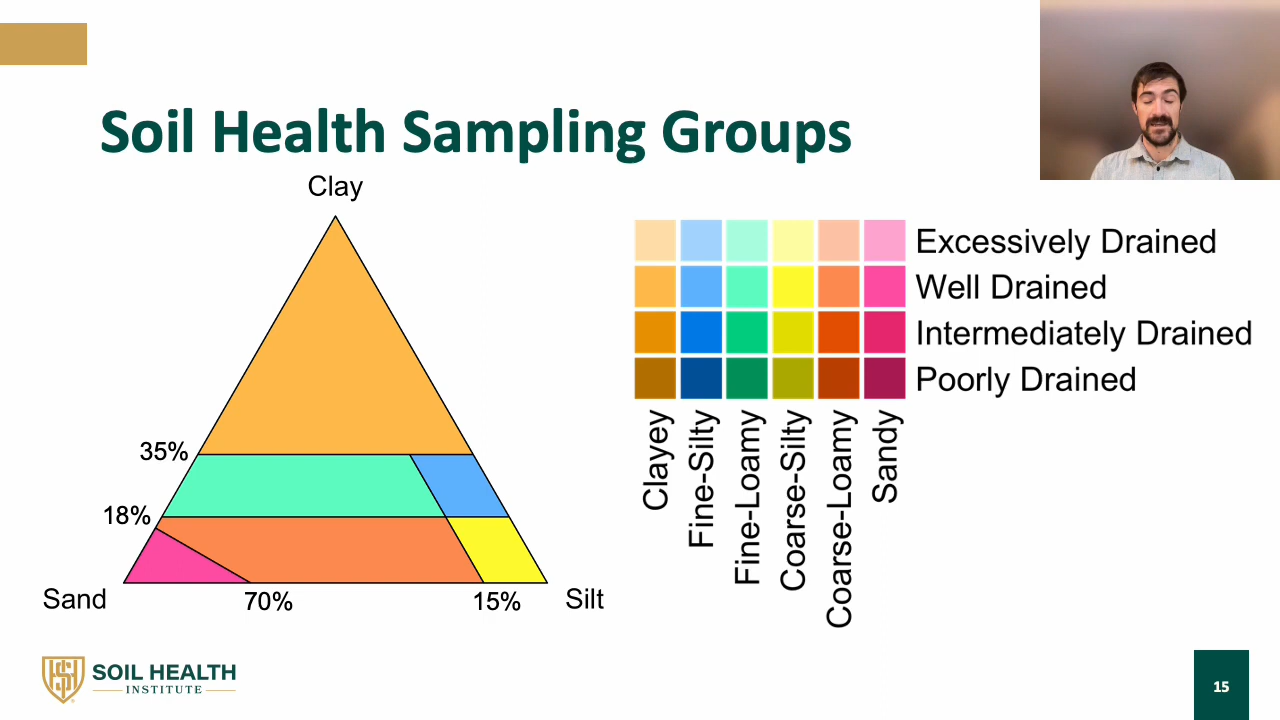 Soil Health Sampling Groups
Clay
35%
18%
Sand
70%
15%
Silt
Excessively Drained
Well Drained
Intermediately Drained
Poorly Drained
Clayey
Fine-Silty
Fine-Loamy
Coarse-Silty
Coarse-Loamy
Sandy
SOIL HEALTH
INSTITUTE
15